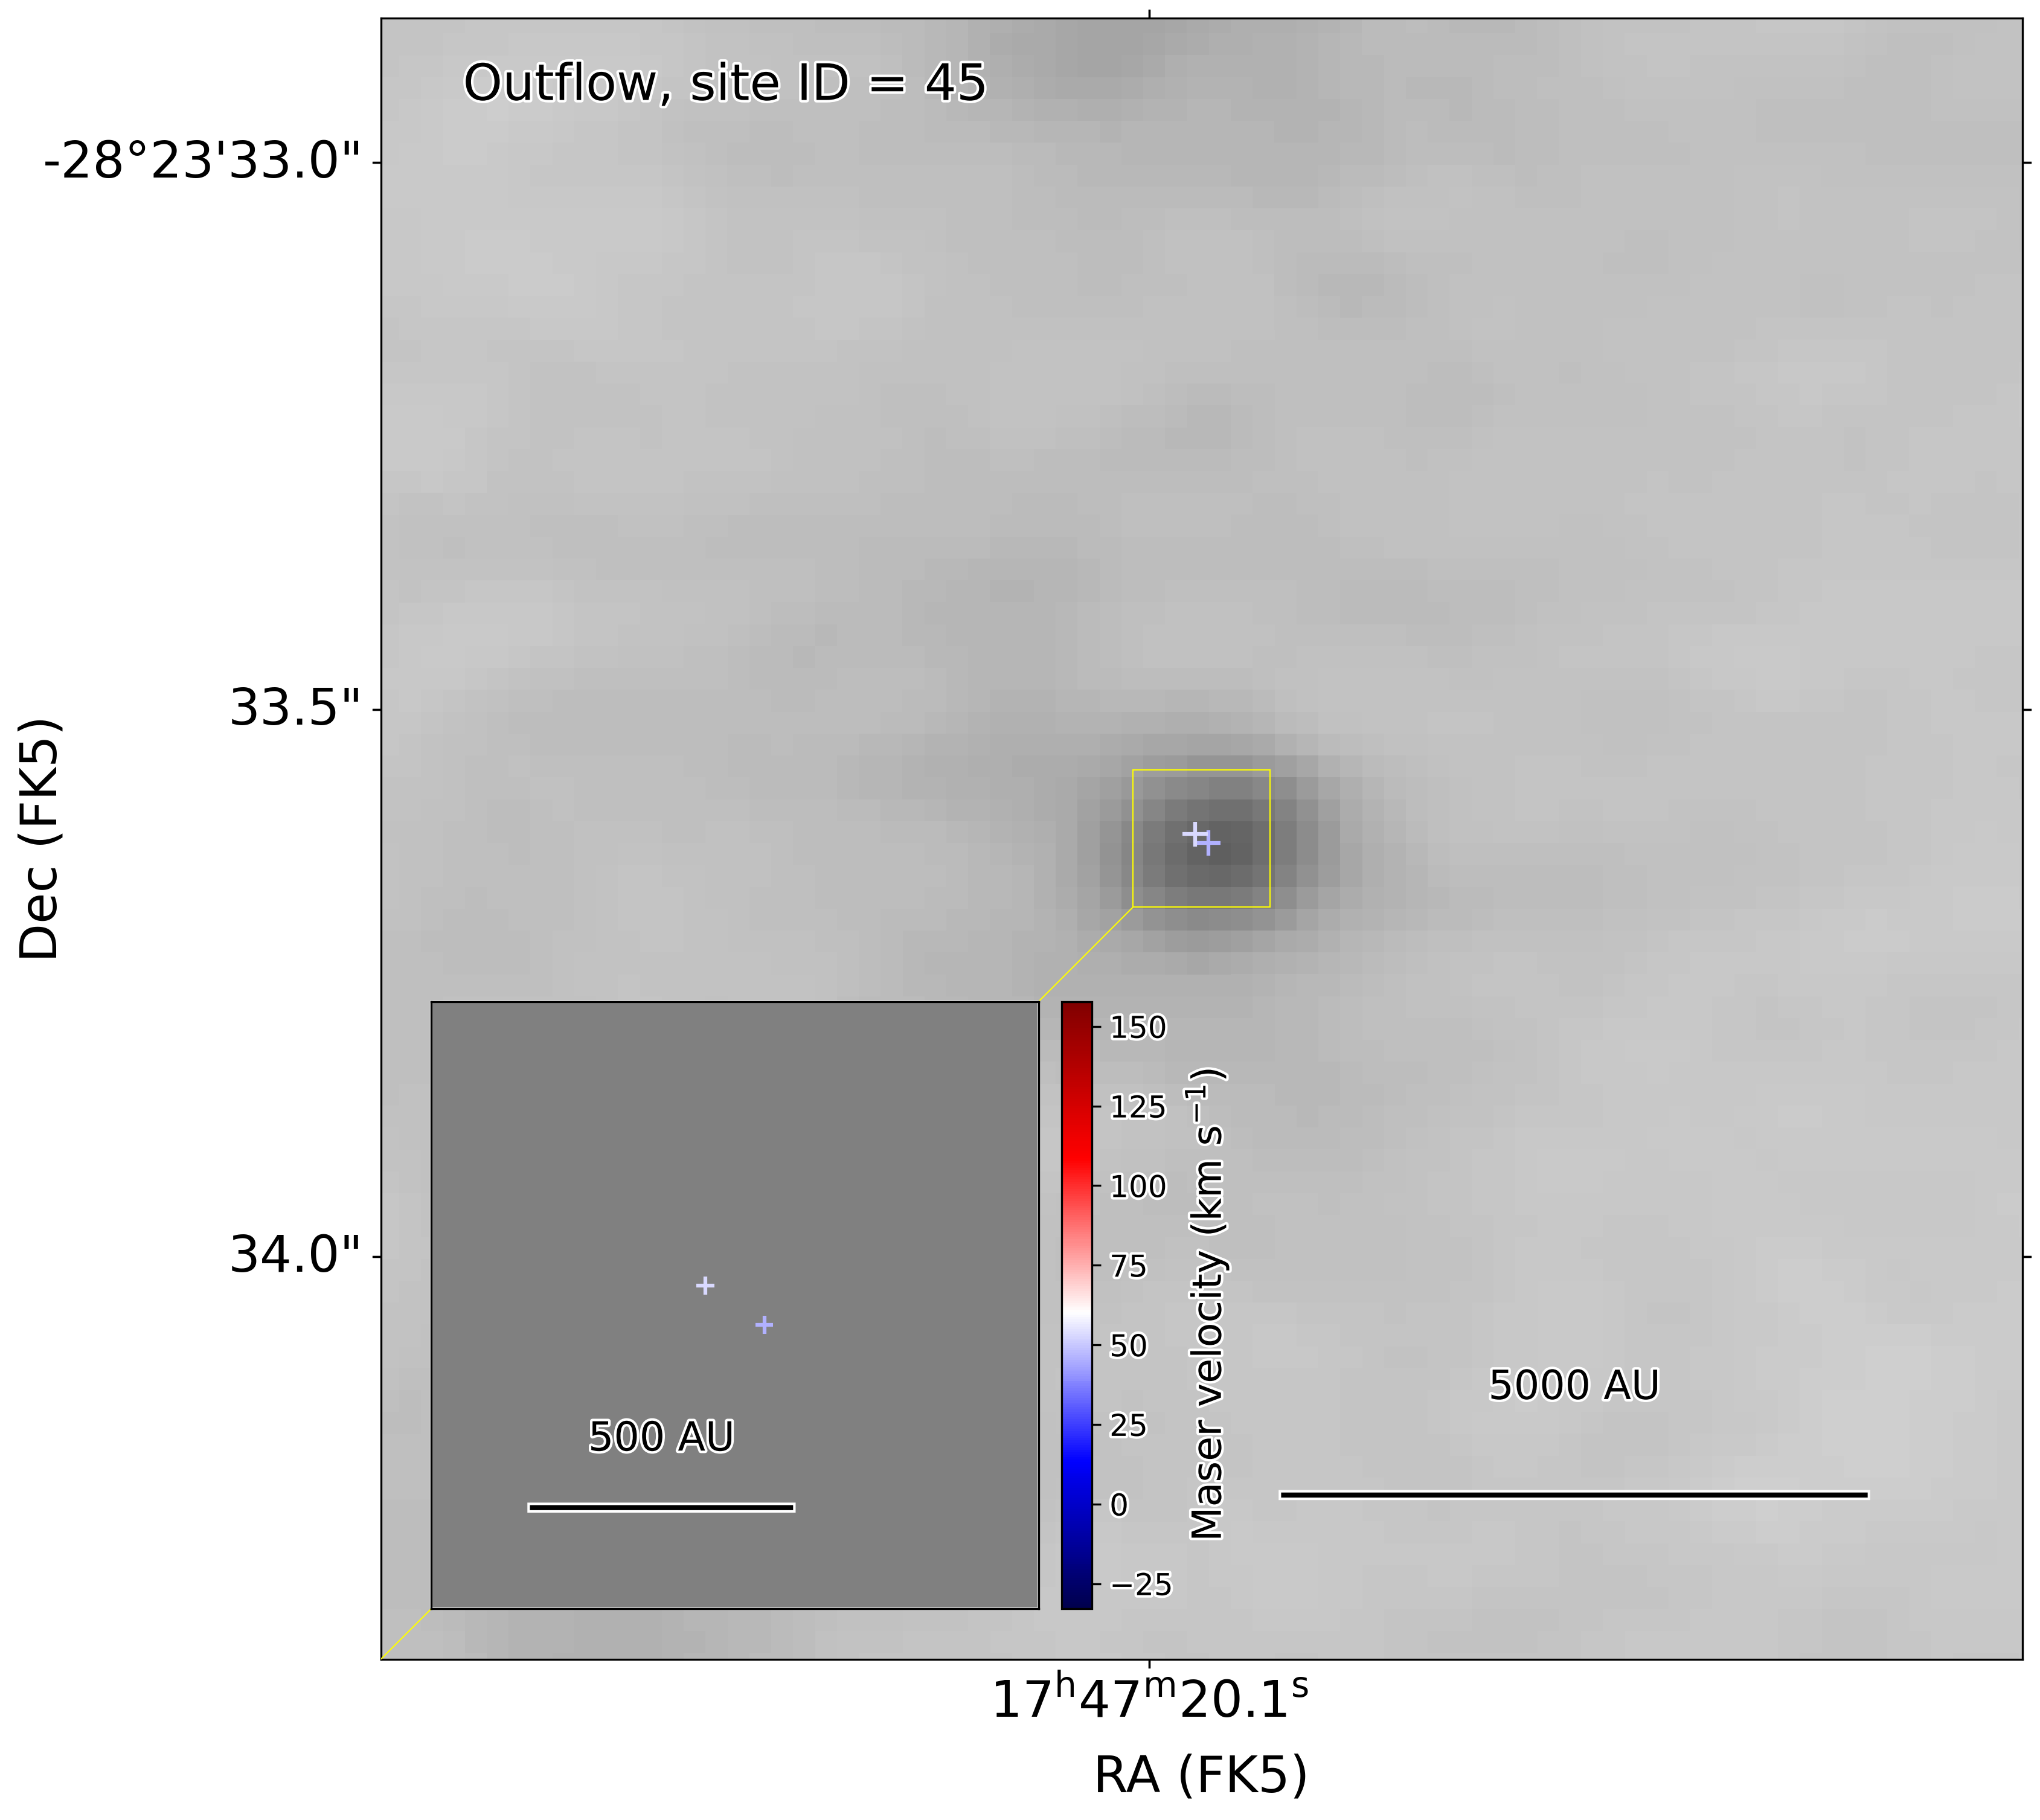 Outflow, site ID = 45
-28°23'33.0"
33.5"
34.0"
Dec (FK5)
500 AU
150
125
100
75
50
25
0
−25
Maser velocity (km s⁻¹)
5000 AU
17ʰ47ᵐ20.1ˢ
RA (FK5)